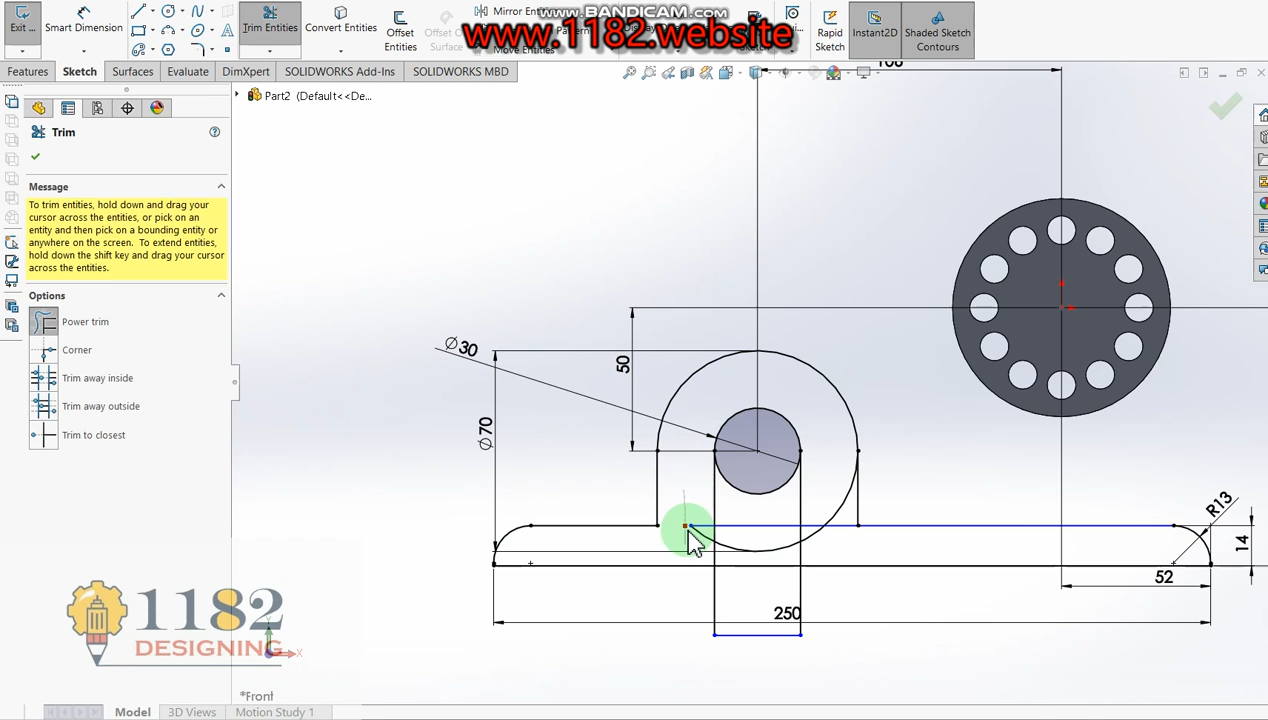 www.BANDICAM.com
Exit ...
Smart Dimension
Trim Entities
Convert Entities
Offset Entities
Offset
Mirror Entities
Move Entities
Rapid Sketch
Instant2D
Shaded Sketch Contours
www.1182.website
Features
Sketch
Surfaces
Evaluate
DimXpert
SOLIDWORKS Add-Ins
SOLIDWORKS MBD
Part2 (Default<<De...
Trim
Message
To trim entities, hold down and drag your
cursor across the entities, or pick on an
entity and then pick on a bounding entity or
anywhere on the screen. To extend entities,
hold down the shift key and drag your cursor
across the entities.
Options
Power trim
Corner
Trim away inside
Trim away outside
Trim to closest
∅30
50
∅70
R13
14
52
250
1182
DESIGNING
Y
X
*Front
Model
3D Views
Motion Study 1